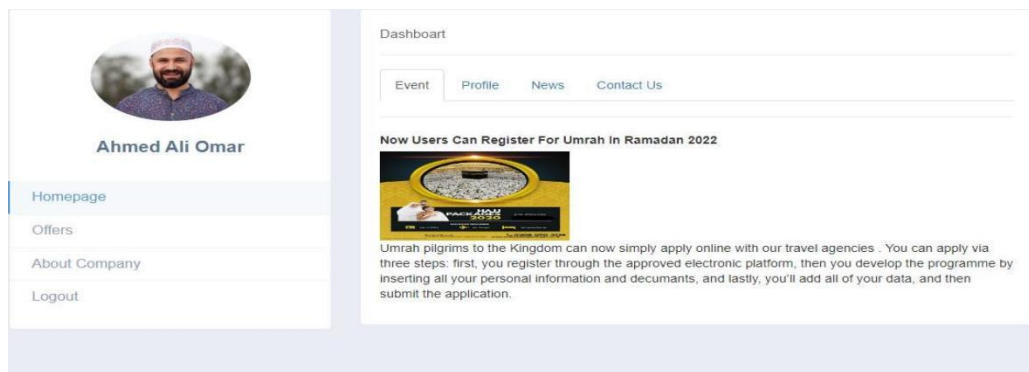 Dashboart
Event Profile News Contact Us
Ahmed Ali Omar
Homepage
Offers
About Company
Logout
Now Users Can Register For Umrah In Ramadan 2022
HAJJ
PACKAGES
2020
Umrah pilgrims to the Kingdom can now simply apply online with our travel agencies . You can apply via
three steps: first, you register through the approved electronic platform, then you develop the programme by
inserting all your personal information and decumants, and lastly, you'll add all of your data, and then
submit the application.